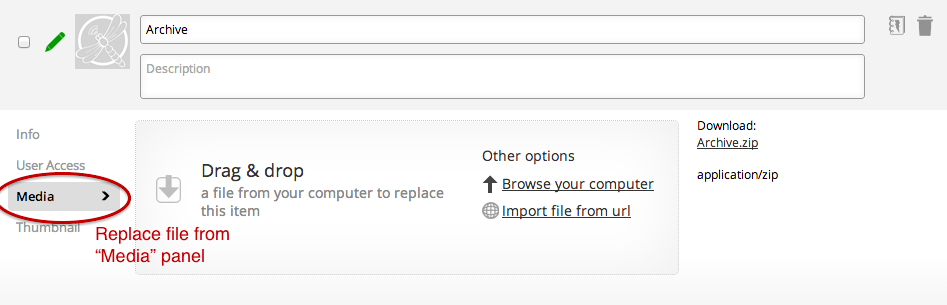 Archive
Description
Info
User Access
Media
Thumbnail
Replace file from
“Media” panel
Drag & drop
a file from your computer to replace
this item
Other options
Browse your computer
Import file from url
Download:
Archive.zip
application/zip